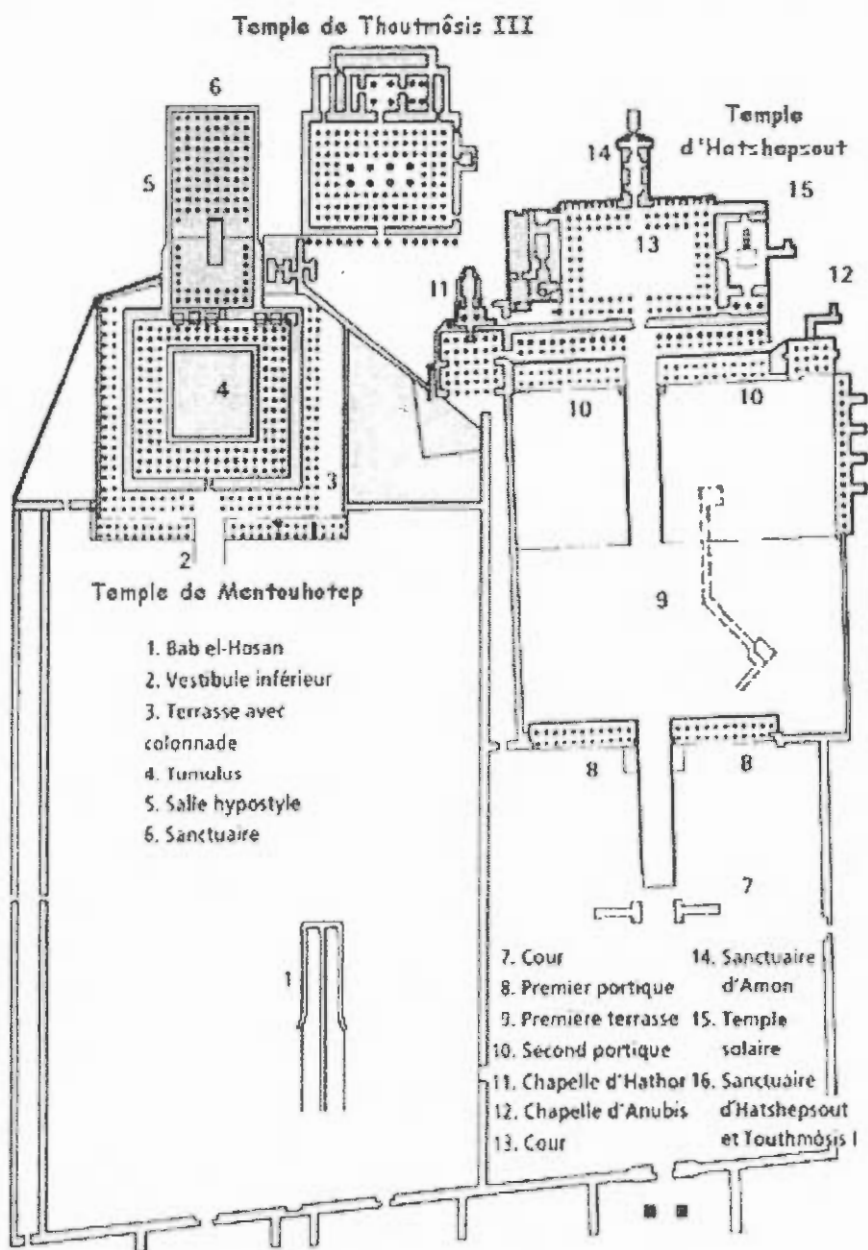 Temple de Thoutmôsis III
6
Temple
d'Hatshepsout
14
15
5
13
12
11
6
4
10
10
3
2
9
Temple de Mentouhotep
1. Bab el-Hosan
2. Vestibule inférieur
3. Terrasse avec
colonnade
4. Tumulus
5. Salle hypostyle
6. Sanctuaire
8
8
7
1
7. Cour
8. Premier portique
9. Première terrasse
10. Second portique
11. Chapelle d'Hathor
12. Chapelle d'Anubis
13. Cour
14. Sanctuaire
d'Amon
15. Temple
solaire
16. Sanctuaire
d'Hatshepsout
et Touthmôsis I